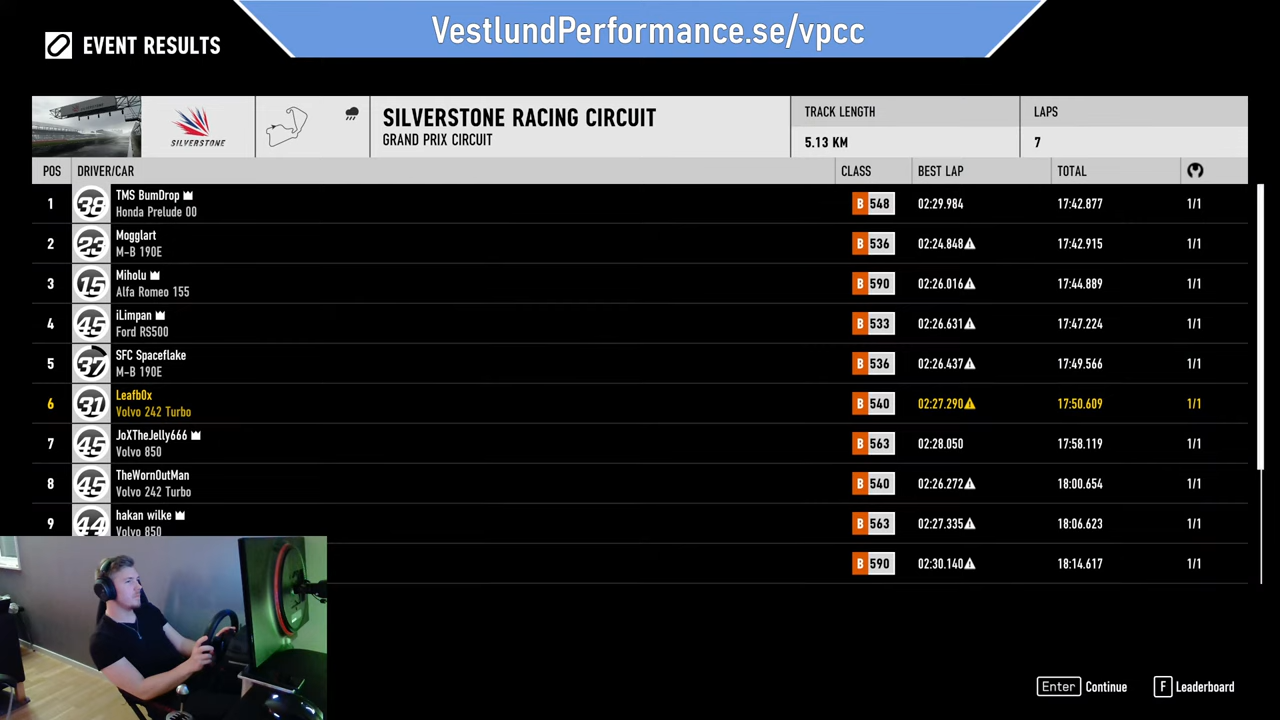 VestlundPerformance.se/vpcc
EVENT RESULTS
SILVERSTONE
SILVERSTONE RACING CIRCUIT
GRAND PRIX CIRCUIT
TRACK LENGTH
5.13 KM
LAPS
7
POS DRIVER/CAR CLASS BEST LAP TOTAL
1 38 TMS BumDrop B 548 02:29.984 17:42.877 1/1
Honda Prelude 00
2 23 Mogglart B 536 02:24.848 17:42.915 1/1
M-B 190E
3 15 Miholu B 590 02:26.016 17:44.889 1/1
Alfa Romeo 155
4 45 iLimpan B 533 02:26.631 17:47.224 1/1
Ford RS500
5 37 SFC Spaceflake B 536 02:26.437 17:49.566 1/1
M-B 190E
6 31 Leafb0x B 540 02:27.290 17:50.609 1/1
Volvo 242 Turbo
7 45 JoXTheJelly666 B 563 02:28.050 17:58.119 1/1
Volvo 850
8 45 TheWornOutMan B 540 02:26.272 18:00.654 1/1
Volvo 242 Turbo
9 44 hakan wilke B 563 02:27.335 18:06.623 1/1
Volvo 850
B 590 02:30.140 18:14.617 1/1
Enter Continue F Leaderboard